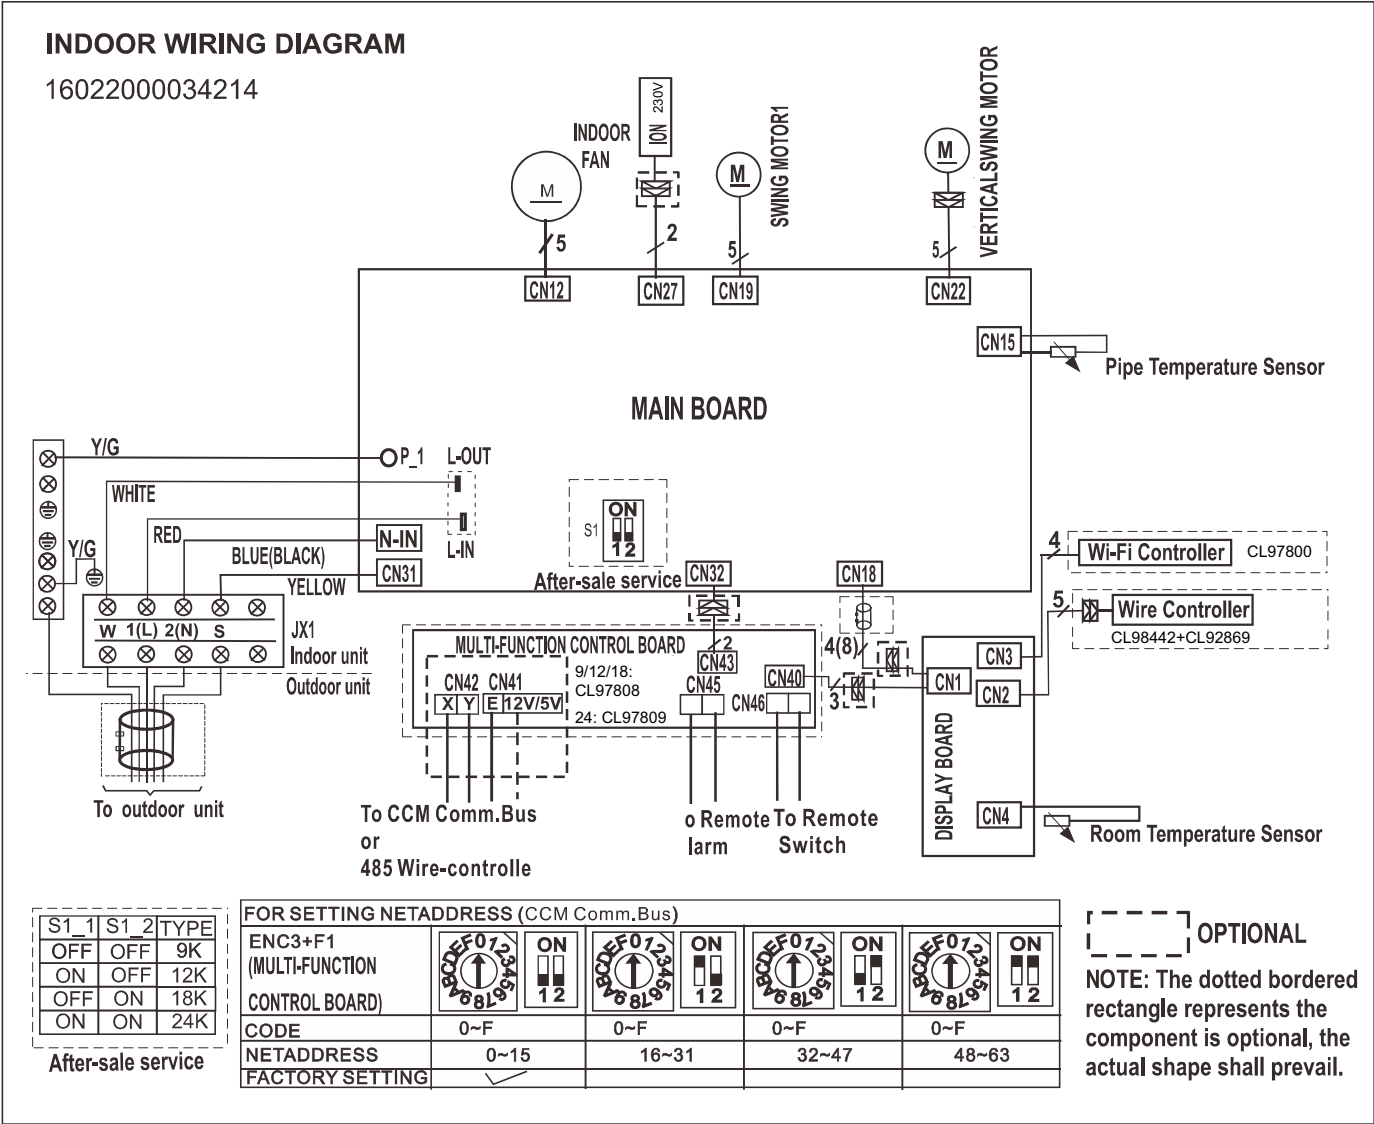 INDOOR WIRING DIAGRAM
16022000034214
INDOOR
FAN
M
ION 230V
M
SWING MOTOR1
M
VERTICALSWING MOTOR
5
2
5
5
CN12
CN27
CN19
CN22
CN15
Pipe Temperature Sensor
MAIN BOARD
Y/G
P_1
L-OUT
WHITE
RED
N-IN
L-IN
BLUE(BLACK)
CN31
YELLOW
Y/G
S1
ON
1 2
After-sale service
CN32
CN18
W 1(L) 2(N) S
JX1
Indoor unit
Outdoor unit
To outdoor unit
MULTI-FUNCTION CONTROL BOARD
2
CN43
CN42
CN41
X Y E 12V/5V
9/12/18:
CL97808
24: CL97809
CN45
CN46
CN40
4(8)
3
CN1
CN3
CN2
CN4
DISPLAY BOARD
4
Wi-Fi Controller
CL97800
5
Wire Controller
CL98442+CL92869
Room Temperature Sensor
To CCM Comm.Bus
or
485 Wire-controlle
o Remote
larm
To Remote
Switch
S1_1 S1_2 TYPE
OFF OFF 9K
ON OFF 12K
OFF ON 18K
ON ON 24K
After-sale service
FOR SETTING NETADDRESS (CCM Comm.Bus)
ENC3+F1
(MULTI-FUNCTION
CONTROL BOARD)
0123456789ABCDEF
ON
1 2
0123456789ABCDEF
ON
1 2
0123456789ABCDEF
ON
1 2
0123456789ABCDEF
ON
1 2
CODE 0~F 0~F 0~F 0~F
NETADDRESS 0~15 16~31 32~47 48~63
FACTORY SETTING
OPTIONAL
NOTE: The dotted bordered
rectangle represents the
component is optional, the
actual shape shall prevail.